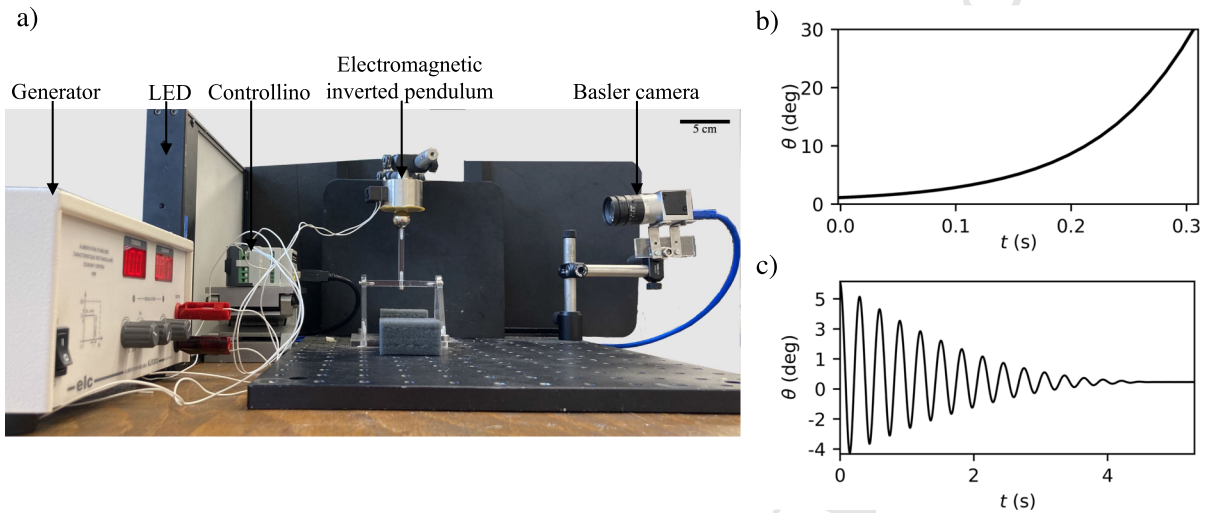 a)
Generator
LED
Controllino
Electromagnetic
inverted pendulum
Basler camera
5 cm
elc
b)
30
20
10
0
θ (deg)
0.0
0.1
0.2
0.3
t (s)
c)
5
3
1
0
-2
-4
θ (deg)
0
2
4
t (s)